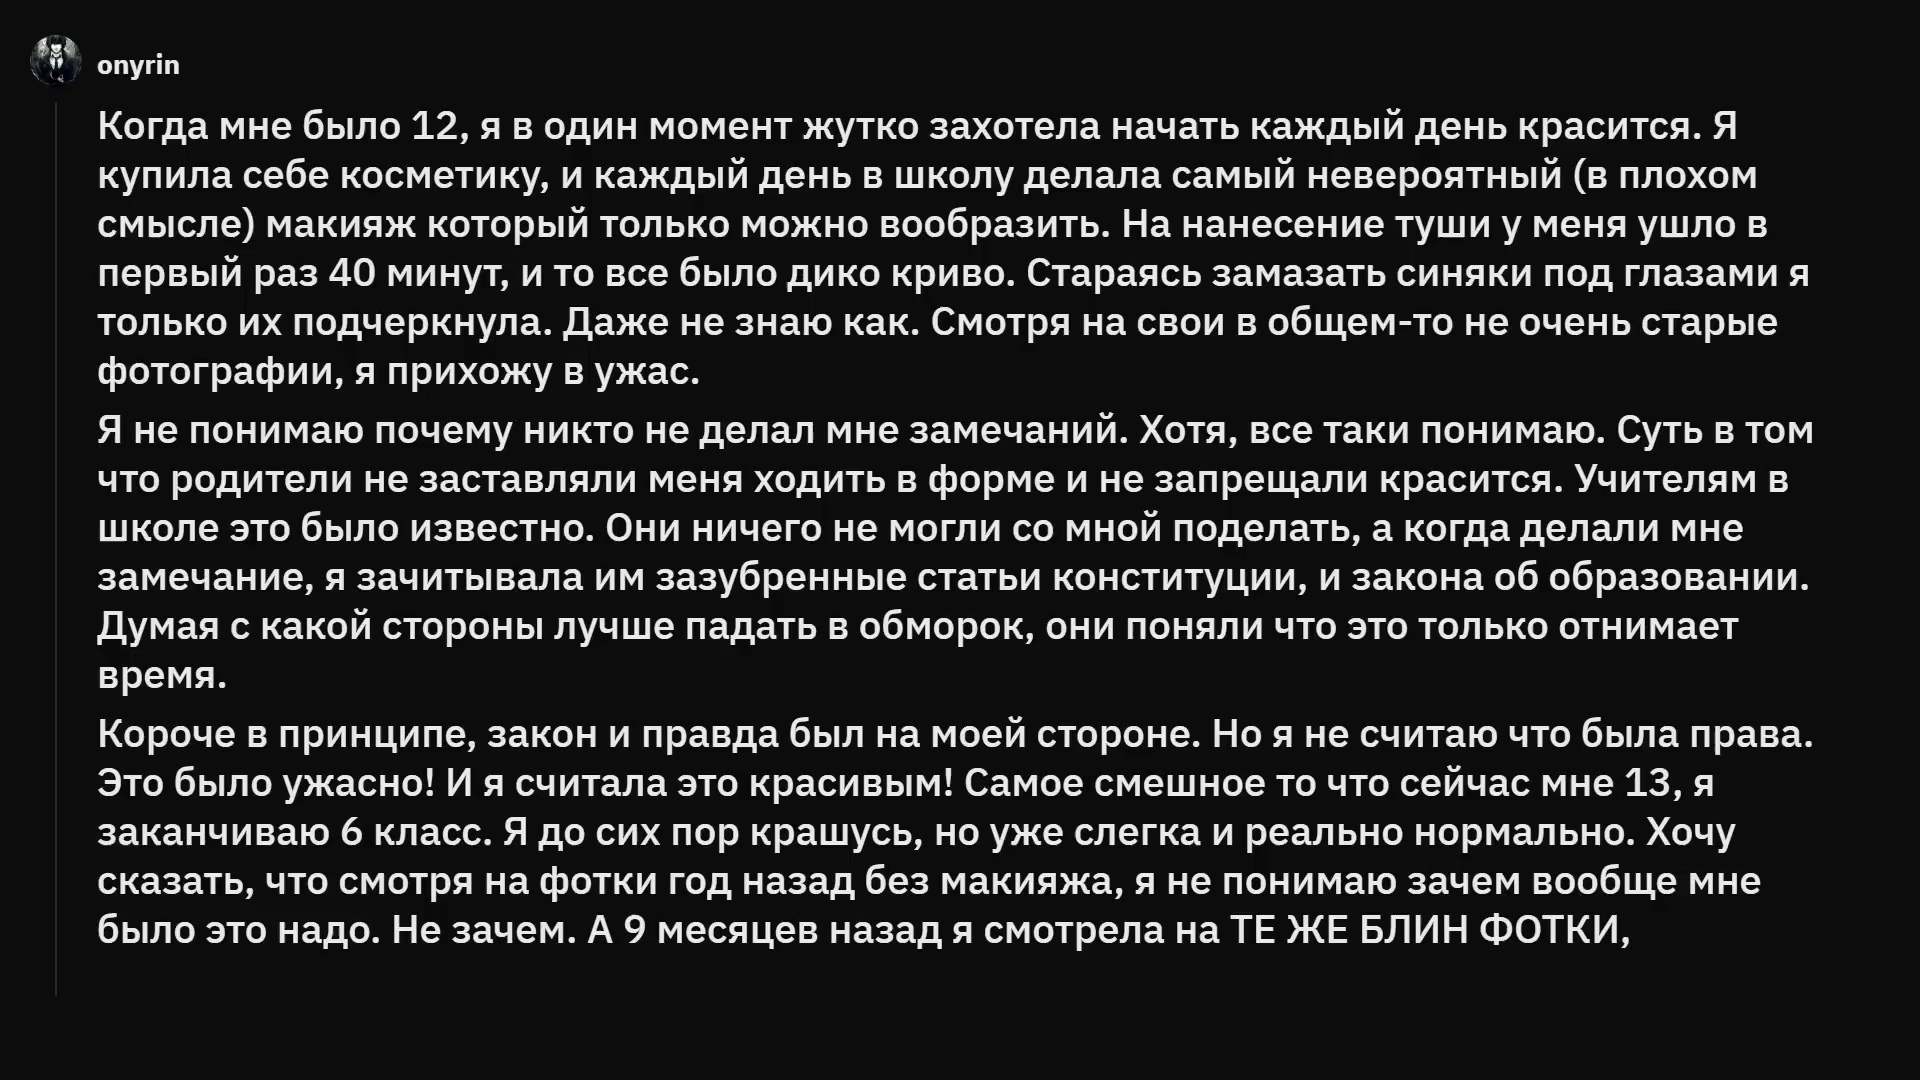 onyrin
Когда мне было 12, я в один момент жутко захотела начать каждый день красится. Я
купила себе косметику, и каждый день в школу делала самый невероятный (в плохом
смысле) макияж который только можно вообразить. На нанесение туши у меня ушло в
первый раз 40 минут, и то все было дико криво. Стараясь замазать синяки под глазами я
только их подчеркнула. Даже не знаю как. Смотря на свои в общем-то не очень старые
фотографии, я прихожу в ужас.
Я не понимаю почему никто не делал мне замечаний. Хотя, все таки понимаю. Суть в том
что родители не заставляли меня ходить в форме и не запрещали красится. Учителям в
школе это было известно. Они ничего не могли со мной поделать, а когда делали мне
замечание, я зачитывала им зазубренные статьи конституции, и закона об образовании.
Думая с какой стороны лучше падать в обморок, они поняли что это только отнимает
время.
Короче в принципе, закон и правда был на моей стороне. Но я не считаю что была права.
Это было ужасно! И я считала это красивым! Самое смешное то что сейчас мне 13, я
заканчиваю 6 класс. Я до сих пор крашусь, но уже слегка и реально нормально. Хочу
сказать, что смотря на фотки год назад без макияжа, я не понимаю зачем вообще мне
было это надо. Не зачем. А 9 месяцев назад я смотрела на ТЕ ЖЕ БЛИН ФОТКИ,